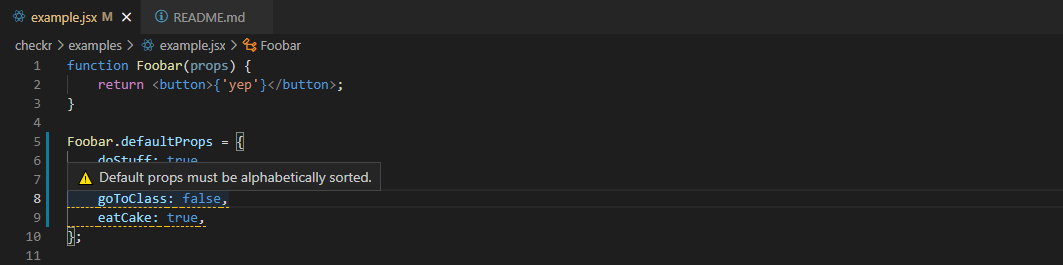 example.jsx M README.md
checkr > examples > example.jsx > Foobar
1 function Foobar(props) {
2 return <button>{'yep'}</button>;
3 }
4
5 Foobar.defaultProps = {
6 doStuff: true
7 Default props must be alphabetically sorted.
8 goToClass: false,
9 eatCake: true,
10 };
11